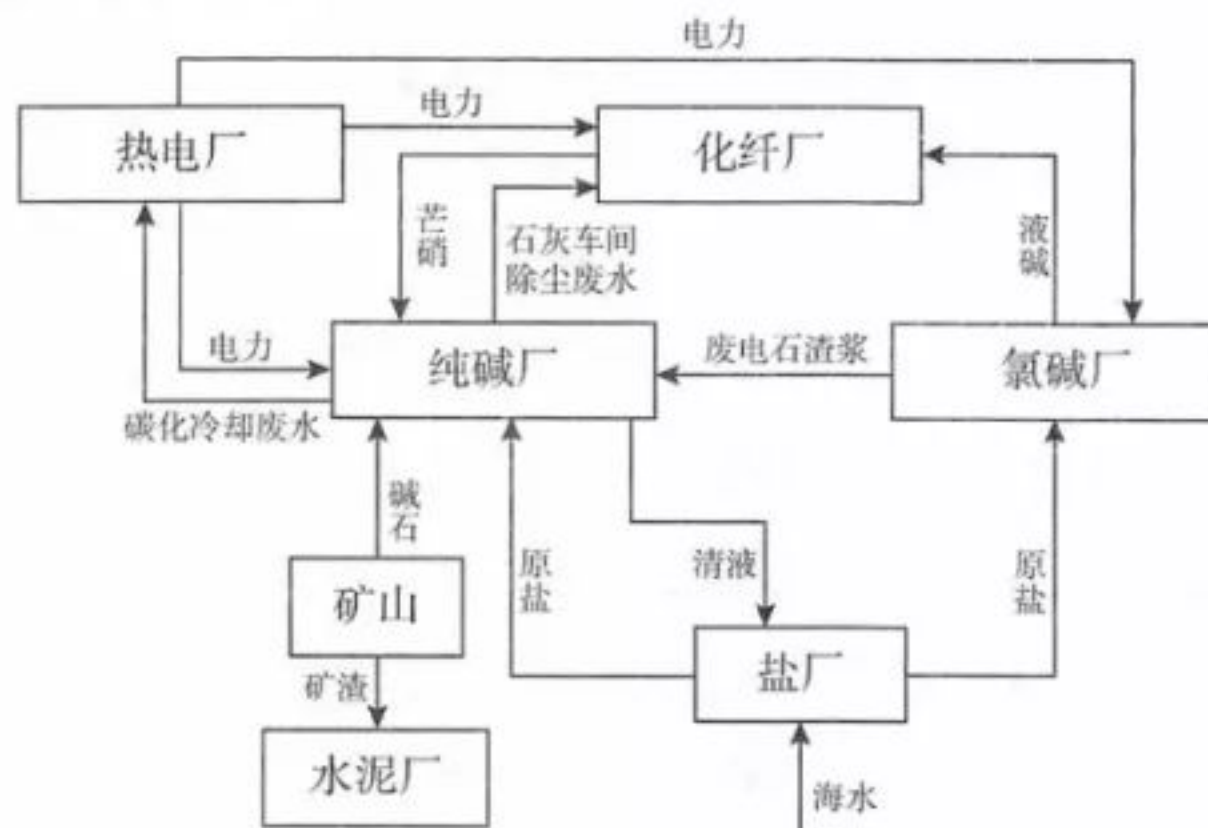 电力
电力
热电厂
化纤厂
芒硝
石灰车间
除尘废水
液碱
电力
纯碱厂
废电石渣浆
氯碱厂
碳化冷却废水
碱石
原盐
清液
原盐
矿山
盐厂
矿渣
水泥厂
海水